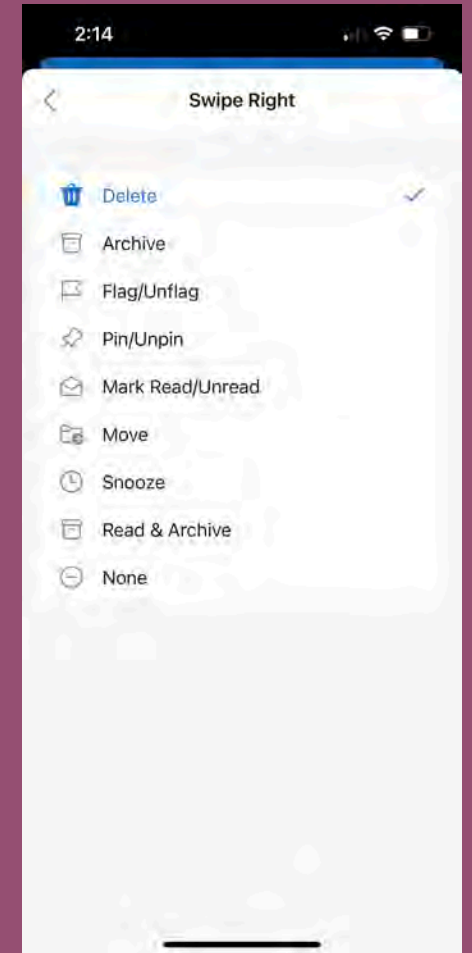 2:14
Swipe Right
Delete
Archive
Flag/Unflag
Pin/Unpin
Mark Read/Unread
Move
Snooze
Read & Archive
None